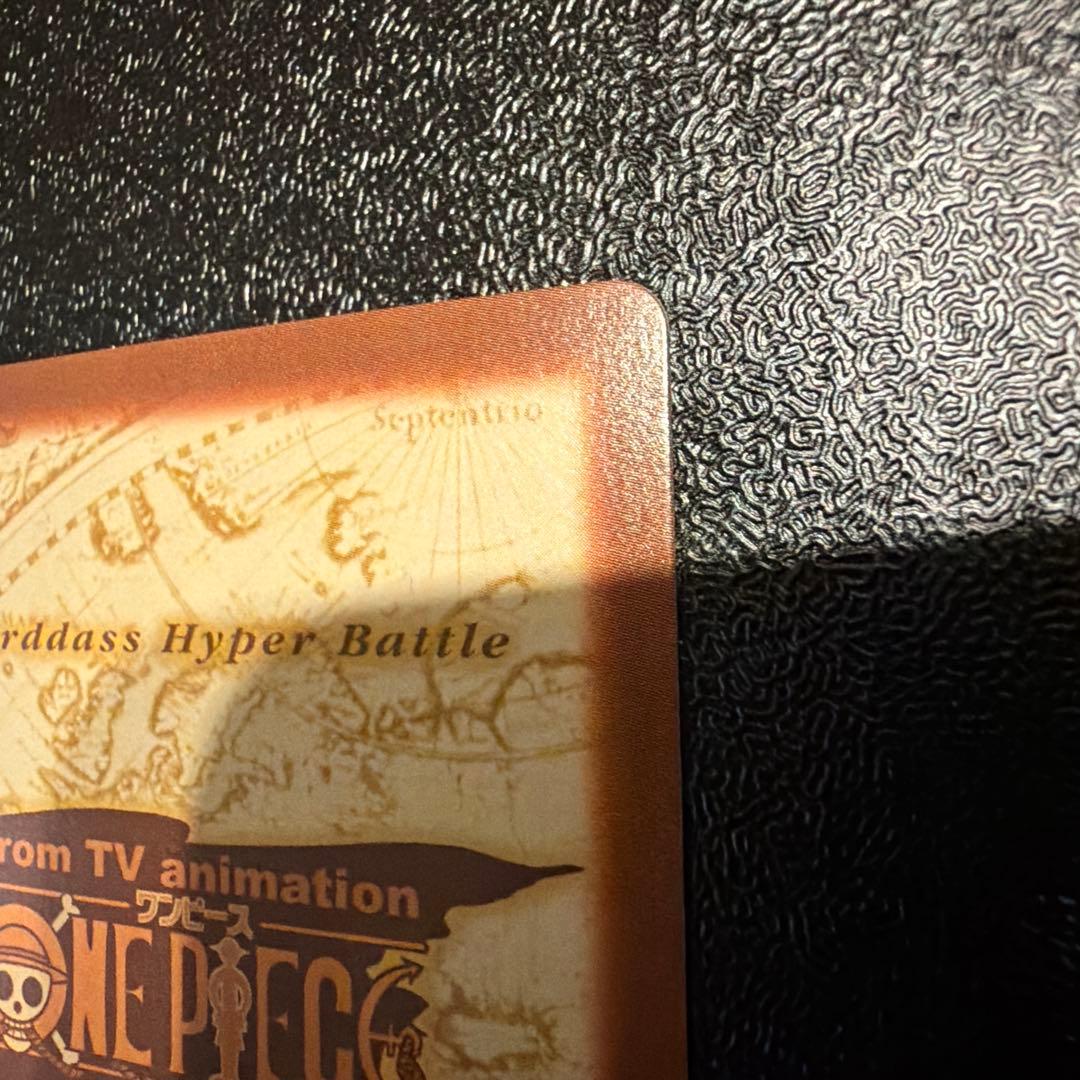 Septentrio
rddass Hyper Battle
rom TV animation
ワンピース
ONE PIECE